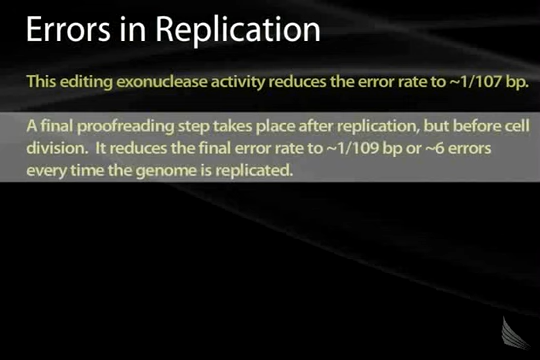 Errors in Replication
This editing exonuclease activity reduces the error rate to ~1/107 bp.
A final proofreading step takes place after replication, but before cell
division.  It reduces the final error rate to ~1/109 bp or ~6 errors
every time the genome is replicated.